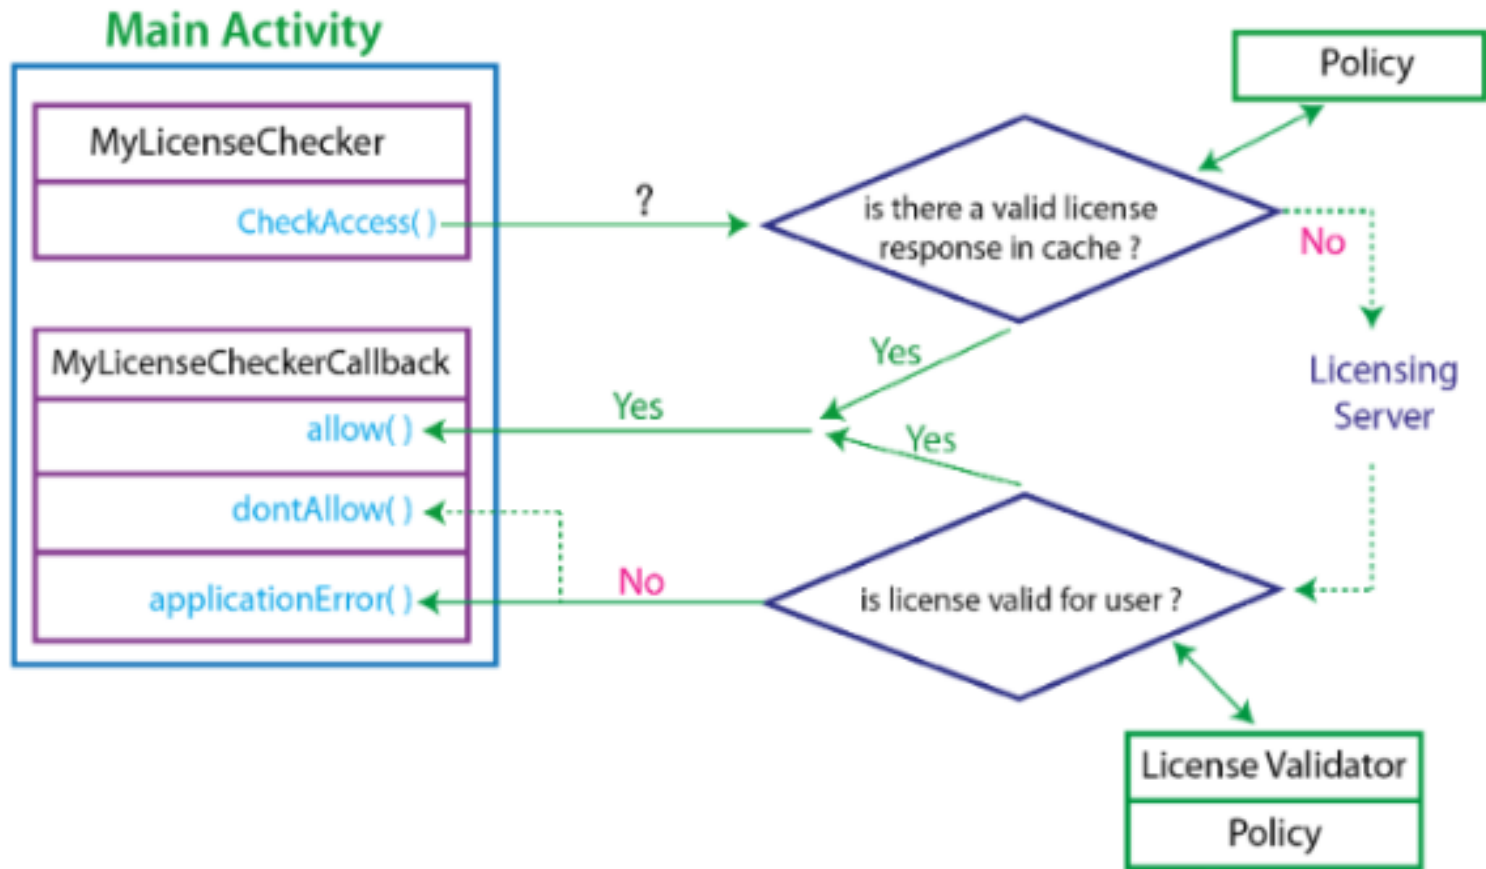 Main Activity
Policy
MyLicenseChecker
CheckAccess( )
?
is there a valid license
response in cache ?
No
Yes
MyLicenseCheckerCallback
Licensing
Server
allow( )
Yes
Yes
dontAllow( )
applicationError( )
No
is license valid for user ?
License Validator
Policy